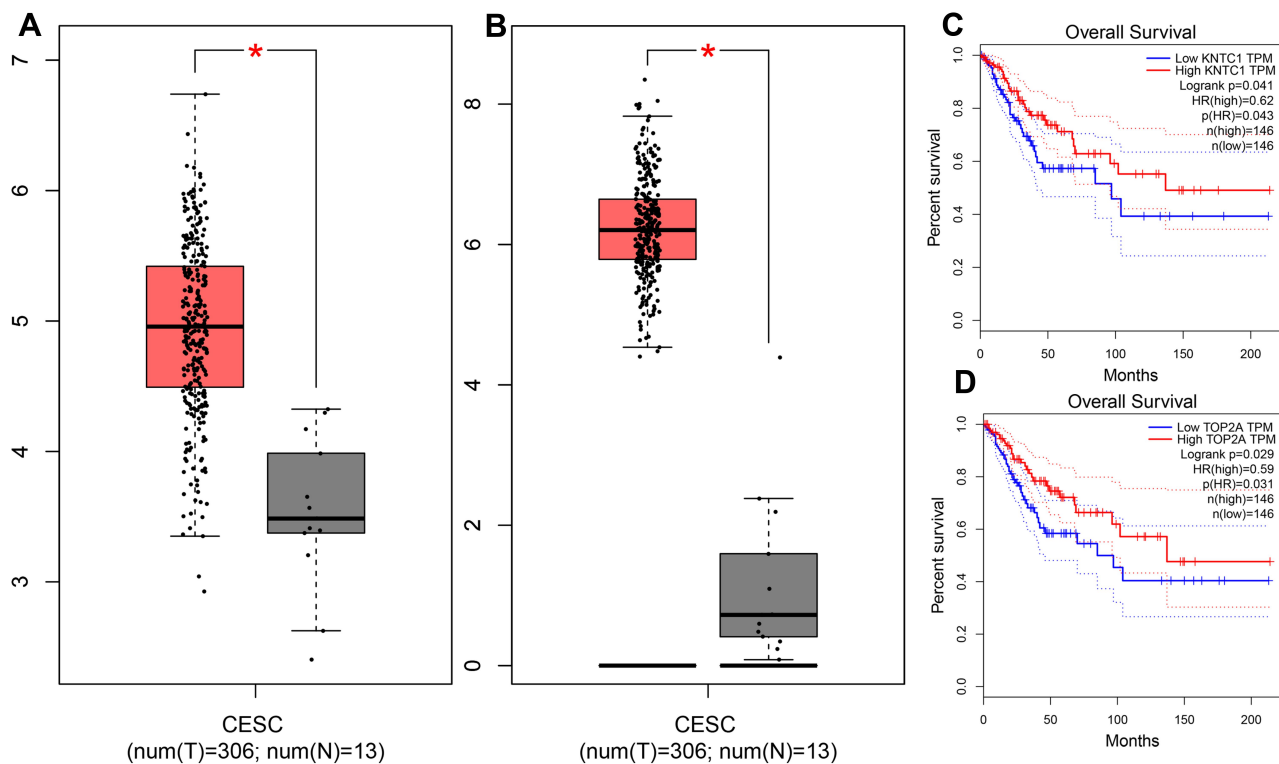 A
7
6
5
4
3
*
CESC
(num(T)=306; num(N)=13)
B
8
6
4
2
0
*
CESC
(num(T)=306; num(N)=13)
C
Overall Survival
Low KNTC1 TPM
High KNTC1 TPM
Logrank p=0.041
HR(high)=0.62
p(HR)=0.043
n(high)=146
n(low)=146
Percent survival
1.0
0.8
0.6
0.4
0.2
0.0
0 50 100 150 200
Months
D
Overall Survival
Low TOP2A TPM
High TOP2A TPM
Logrank p=0.029
HR(high)=0.59
p(HR)=0.031
n(high)=146
n(low)=146
Percent survival
1.0
0.8
0.6
0.4
0.2
0.0
0 50 100 150 200
Months